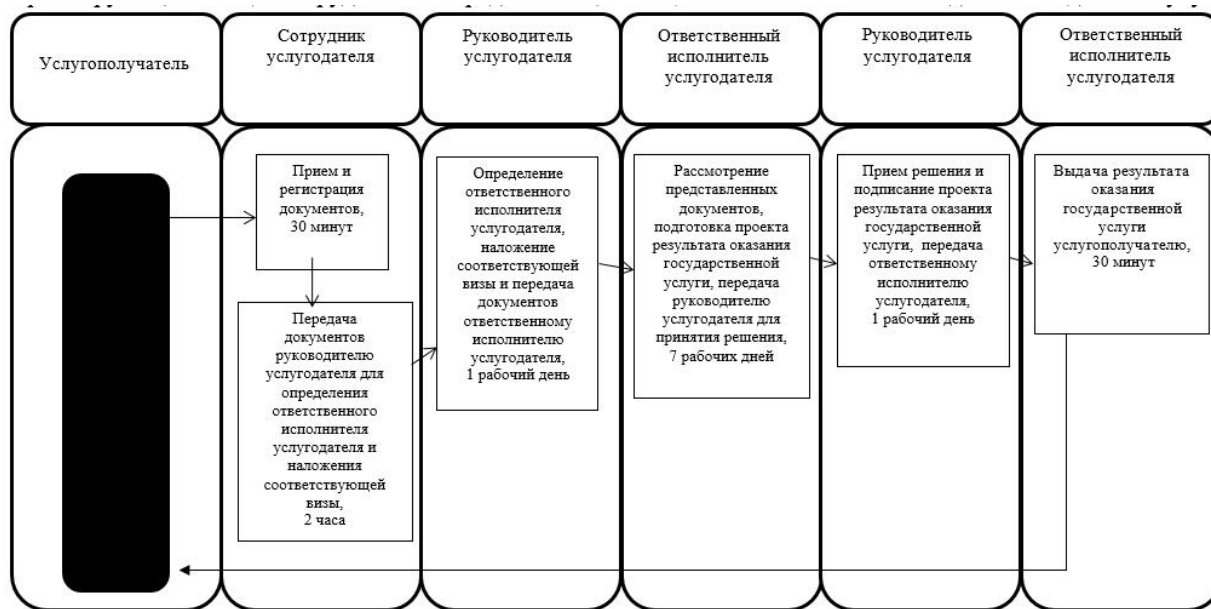 Услугополучатель
Сотрудник
услугодателя
Руководитель
услугодателя
Ответственный
исполнитель
услугодателя
Руководитель
услугодателя
Ответственный
исполнитель
услугодателя
Прием и
регистрация
документов,
30 минут
Передача
документов
руководителю
услугодателя для
определения
ответственного
исполнителя
услугодателя и
наложения
соответствующей
визы,
2 часа
Определение
ответственного
исполнителя
услугодателя,
наложение
соответствующей
визы и передача
документов
ответственному
исполнителю
услугодателя,
1 рабочий день
Рассмотрение
представленных
документов,
подготовка проекта
результата оказания
государственной
услуги, передача
руководителю
услугодателя для
принятия решения,
7 рабочих дней
Прием решения и
подписание проекта
результата оказания
государственной
услуги, передача
ответственному
исполнителю
услугодателя,
1 рабочий день
Выдача результата
оказания
государственной
услуги
услугополучателю,
30 минут